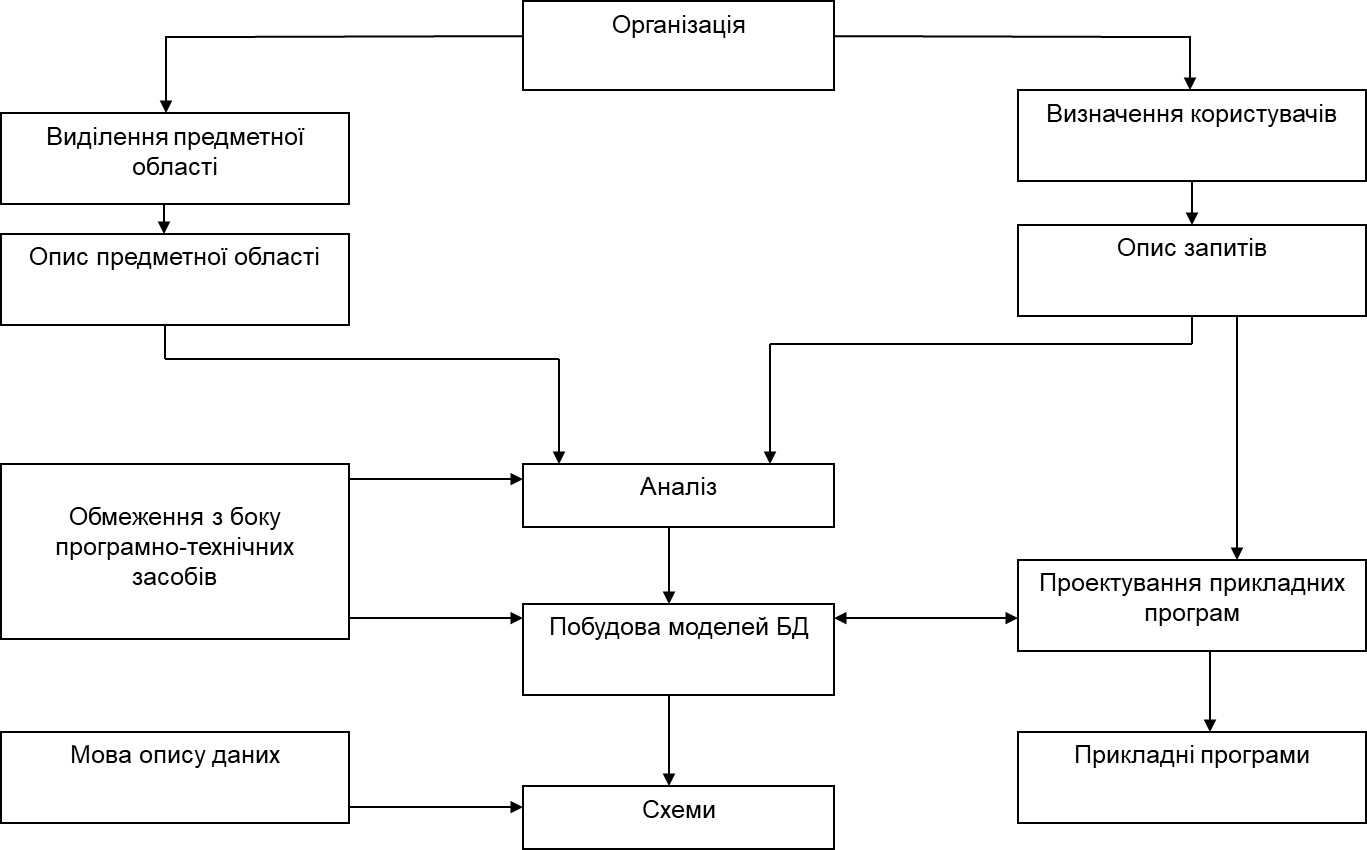 Організація
Визначення користувачів
Виділення предметної
області
Опис предметної області
Опис запитів
Аналіз
Обмеження з боку
програмно-технічних
засобів
Проектування прикладних
програм
Побудова моделей БД
Мова опису даних
Прикладні програми
Схеми